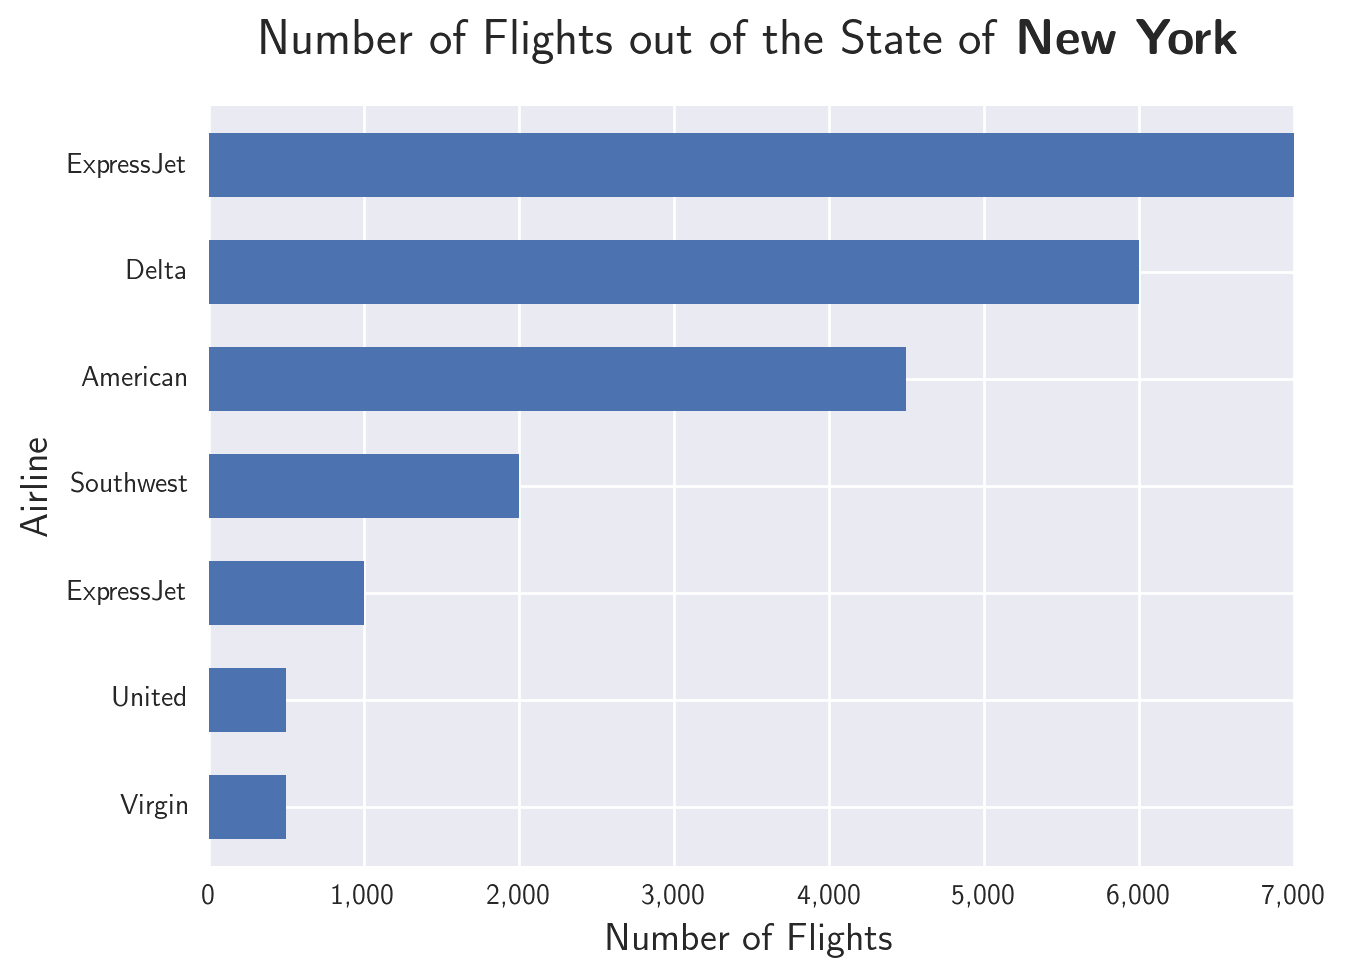 Number of Flights out of the State of New York
ExpressJet
Delta
American
Southwest
ExpressJet
United
Virgin
Airline
0 1,000 2,000 3,000 4,000 5,000 6,000 7,000
Number of Flights